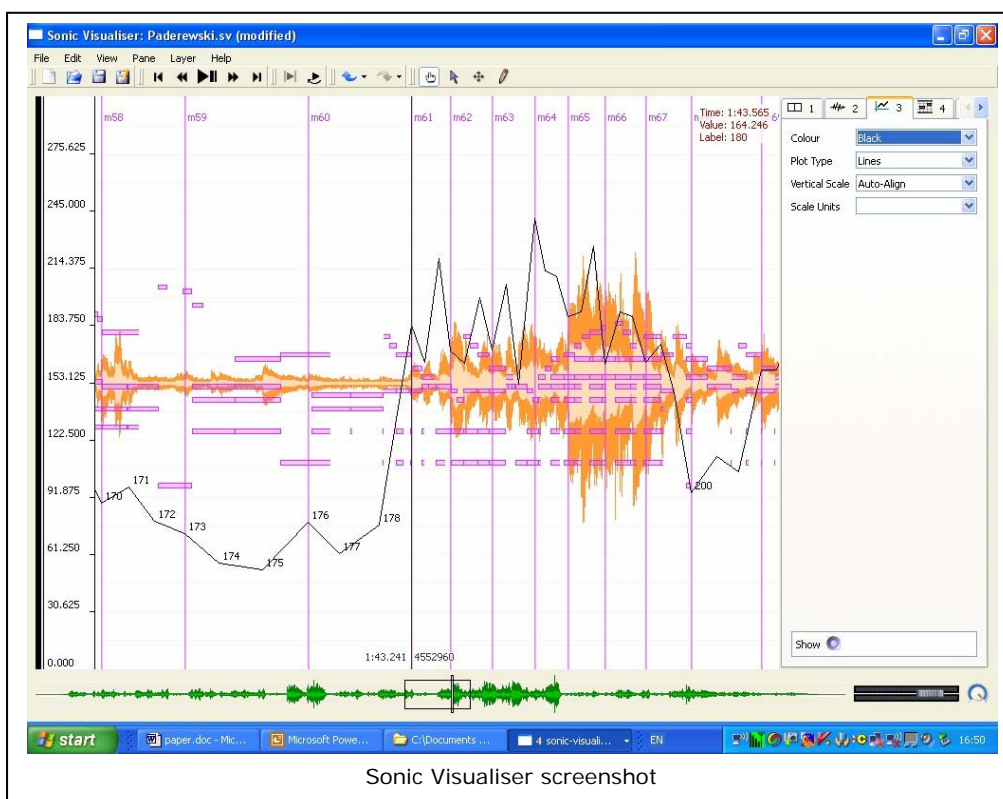 Sonic Visualiser: Paderewski.sv (modified)
File Edit View Pane Layer Help
m58 m59 m60 m61 m62 m63 m64 m65 m66 m67
Time: 1:43.565
Value: 164.246
Label: 180
1 2 3 4
Colour Black
Plot Type Lines
Vertical Scale Auto-Align
Scale Units
275.625
245.000
214.375
183.750
153.125
122.500
91.875
61.250
30.625
0.000
170 171 172 173 174 175 176 177 178 200
1:43.241 4552960
Show
start paper.doc - Mic... Microsoft Powe... C:\Documents ... 4 sonic-visuali... EN 16:50
Sonic Visualiser screenshot